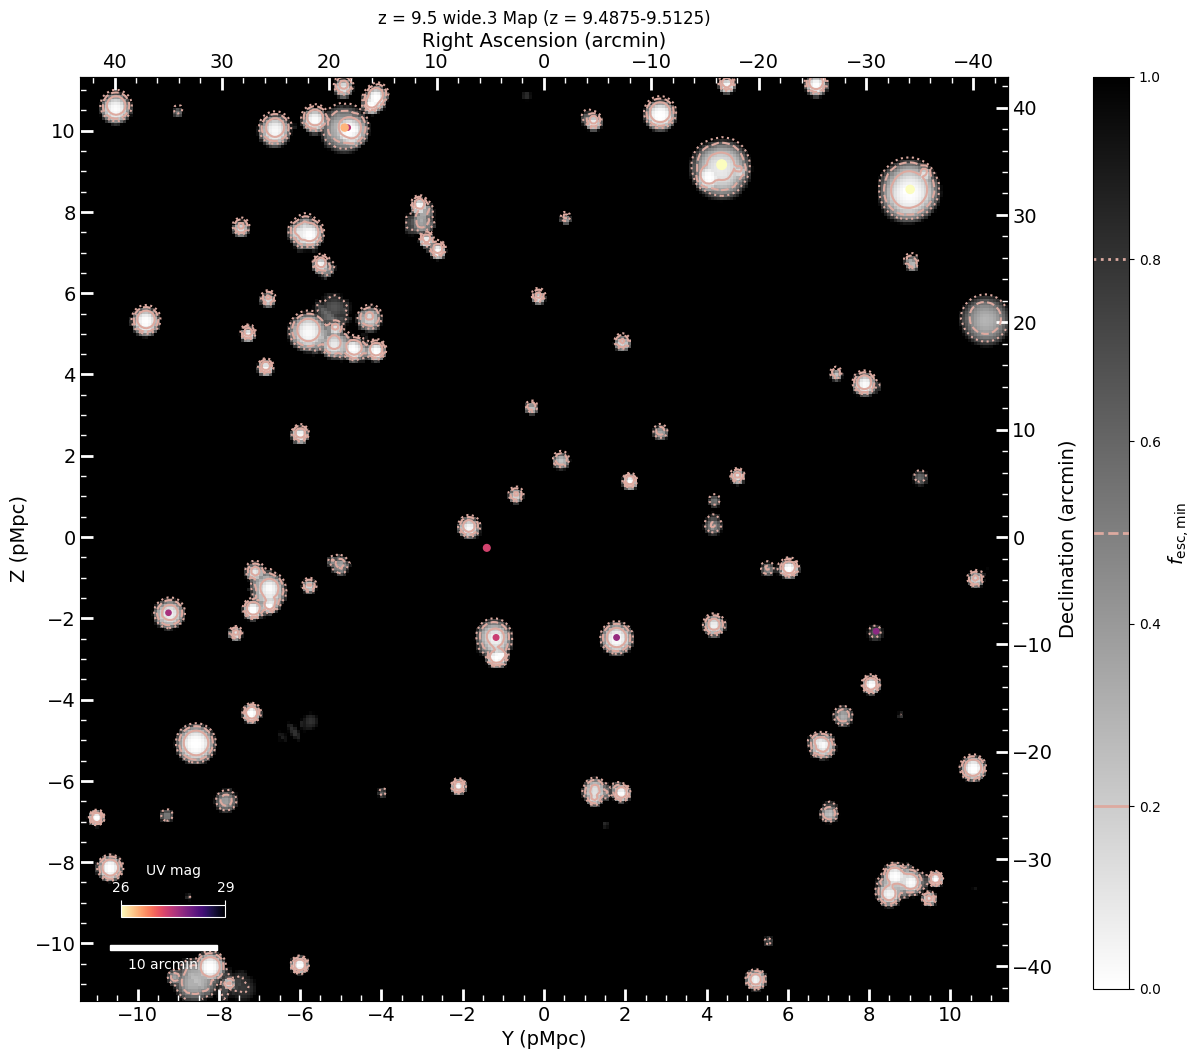 z = 9.5 wide.3 Map (z = 9.4875-9.5125)
Right Ascension (arcmin)
40 30 20 10 0 −10 −20 −30 −40
10
8
6
4
2
0
−2
−4
−6
−8
−10
Z (pMpc)
UV mag
26 29
10 arcmin
−10 −8 −6 −4 −2 0 2 4 6 8 10
Y (pMpc)
40
30
20
10
0
−10
−20
−30
−40
Declination (arcmin)
1.0
0.8
0.6
0.4
0.2
0.0
fesc, min